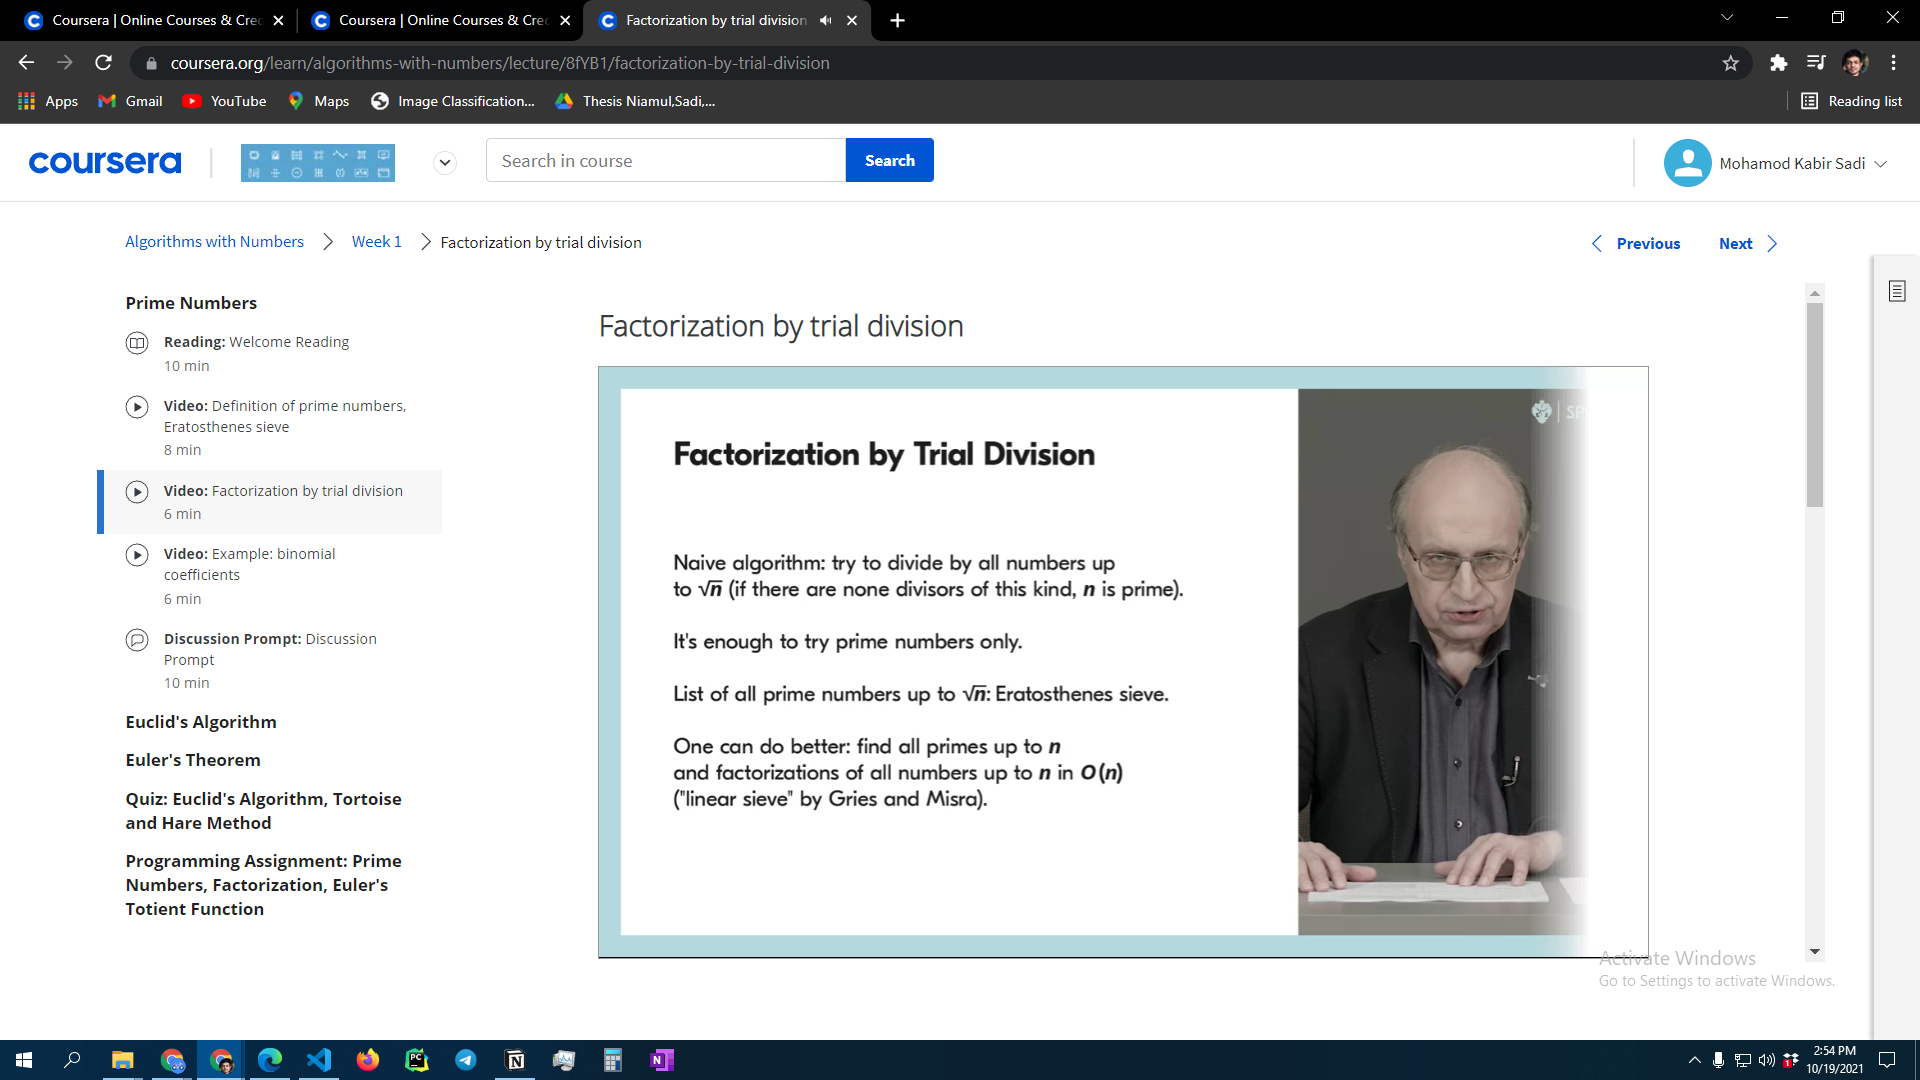 Coursera | Online Courses & Cre
Coursera | Online Courses & Cre
Factorization by trial division
coursera.org/learn/algorithms-with-numbers/lecture/8fYB1/factorization-by-trial-division
Apps
Gmail
YouTube
Maps
Image Classification...
Thesis Niamul,Sadi,...
Reading list
coursera
Search in course
Search
Mohamod Kabir Sadi
Algorithms with Numbers
Week 1
Factorization by trial division
Previous
Next
Prime Numbers
Reading: Welcome Reading
10 min
Video: Definition of prime numbers,
Eratosthenes sieve
8 min
Video: Factorization by trial division
6 min
Video: Example: binomial
coefficients
6 min
Discussion Prompt: Discussion
Prompt
10 min
Euclid's Algorithm
Euler's Theorem
Quiz: Euclid's Algorithm, Tortoise
and Hare Method
Programming Assignment: Prime
Numbers, Factorization, Euler's
Totient Function
Factorization by trial division
Factorization by Trial Division
Naive algorithm: try to divide by all numbers up
to √n (if there are none divisors of this kind, n is prime).
It's enough to try prime numbers only.
List of all prime numbers up to √n: Eratosthenes sieve.
One can do better: find all primes up to n
and factorizations of all numbers up to n in O(n)
("linear sieve" by Gries and Misra).
Activate Windows
Go to Settings to activate Windows.
2:54 PM
10/19/2021